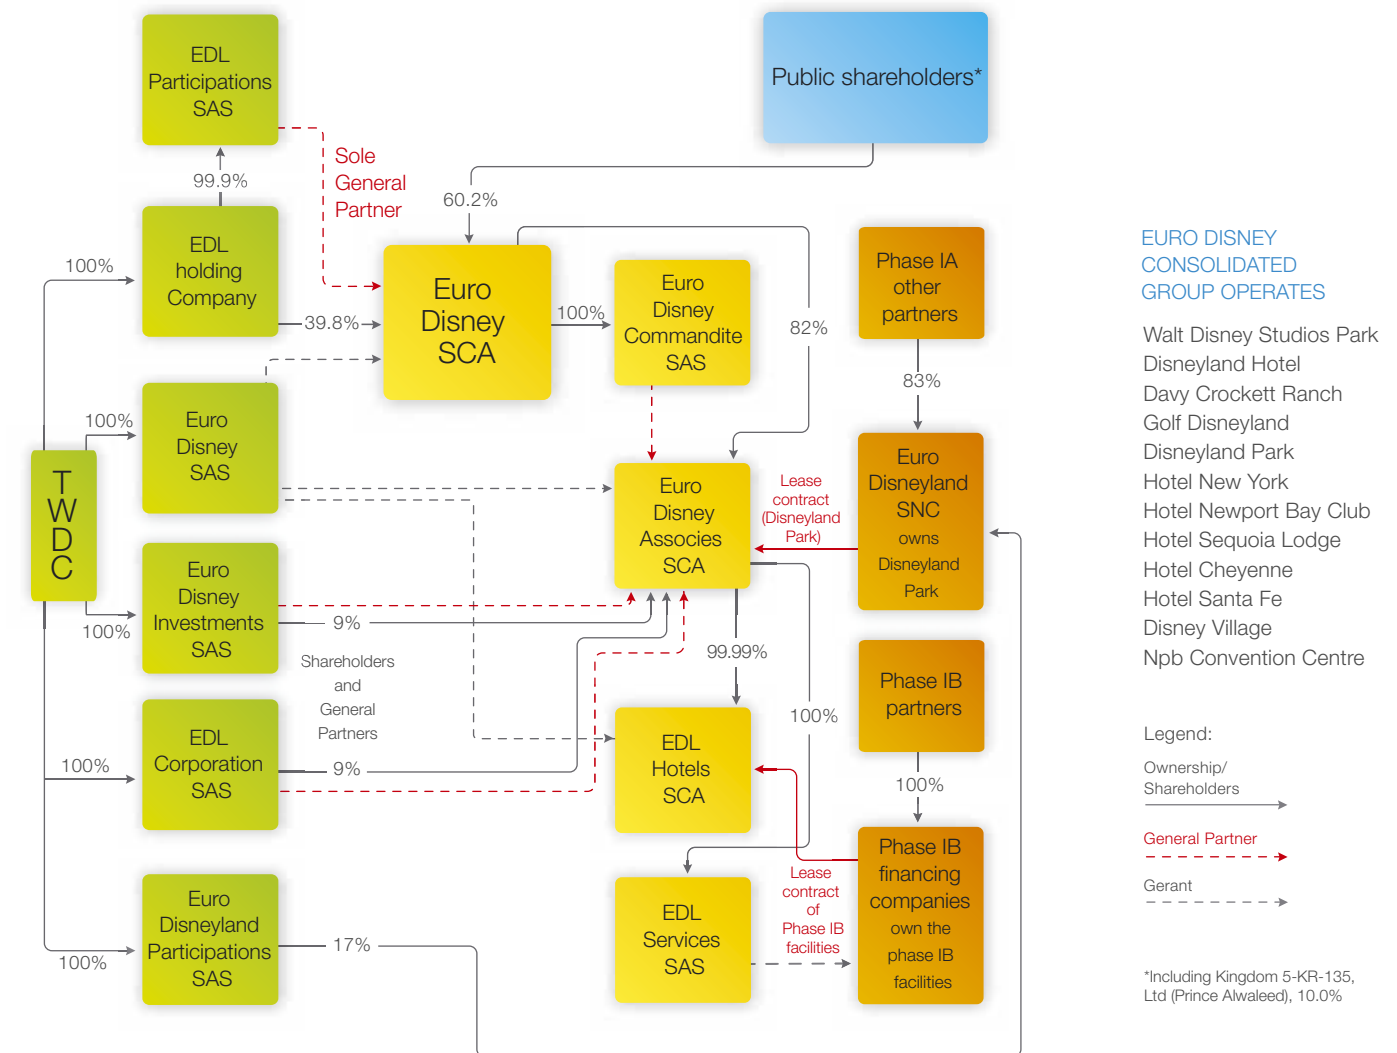 EDL
Participations
SAS
Public shareholders*
Sole
General
Partner
99.9%
60.2%
EDL
holding
Company
100%
39.8%
Euro
Disney
SCA
100%
Euro
Disney
Commandite
SAS
82%
Phase IA
other
partners
83%
Euro
Disney
SAS
100%
T
W
D
C
Euro
Disney
Associes
SCA
Lease
contract
(Disneyland
Park)
Euro
Disneyland
SNC
owns
Disneyland
Park
Euro
Disney
Investments
SAS
100%
9%
Shareholders
and
General
Partners
99.99%
100%
Phase IB
partners
100%
EDL
Corporation
SAS
100%
9%
EDL
Hotels
SCA
Lease
contract
of
Phase IB
facilities
Phase IB
financing
companies
own the
phase IB
facilities
Euro
Disneyland
Participations
SAS
100%
17%
EDL
Services
SAS
EURO DISNEY
CONSOLIDATED
GROUP OPERATES
Walt Disney Studios Park
Disneyland Hotel
Davy Crockett Ranch
Golf Disneyland
Disneyland Park
Hotel New York
Hotel Newport Bay Club
Hotel Sequoia Lodge
Hotel Cheyenne
Hotel Santa Fe
Disney Village
Npb Convention Centre
Legend:
Ownership/
Shareholders
General Partner
Gerant
*Including Kingdom 5-KR-135,
Ltd (Prince Alwaleed), 10.0%